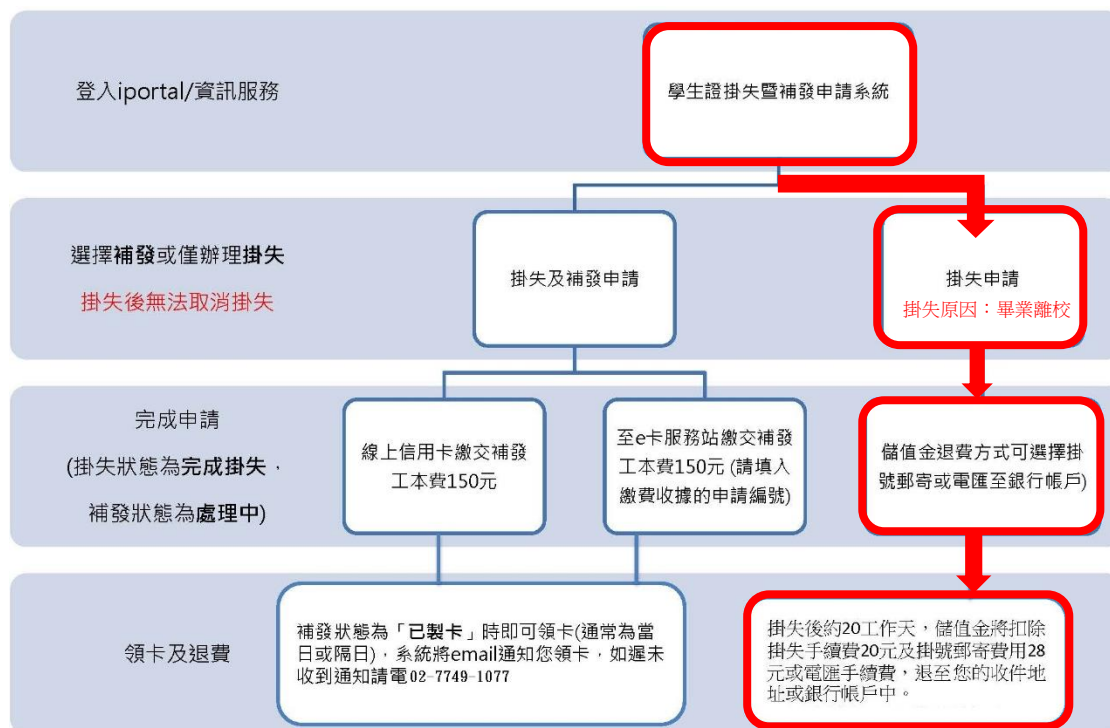 登入iportal/資訊服務
學生證掛失暨補發申請系統
選擇補發或僅辦理掛失
掛失後無法取消掛失
掛失及補發申請
掛失申請
掛失原因：畢業離校
完成申請
(掛失狀態為完成掛失，
補發狀態為處理中)
線上信用卡繳交補發
工本費150元
至e卡服務站繳交補發
工本費150元 (請填入
繳費收據的申請編號)
儲值金退費方式可選擇掛
號郵寄或電匯至銀行帳戶)
領卡及退費
補發狀態為「已製卡」時即可領卡(通常為當
日或隔日)，系統將email通知您領卡，如遲未
收到通知請電02-7749-1077
掛失後約20工作天，儲值金將扣除
掛失手續費20元及掛號郵寄費用28
元或電匯手續費，退至您的收件地
址或銀行帳戶中。